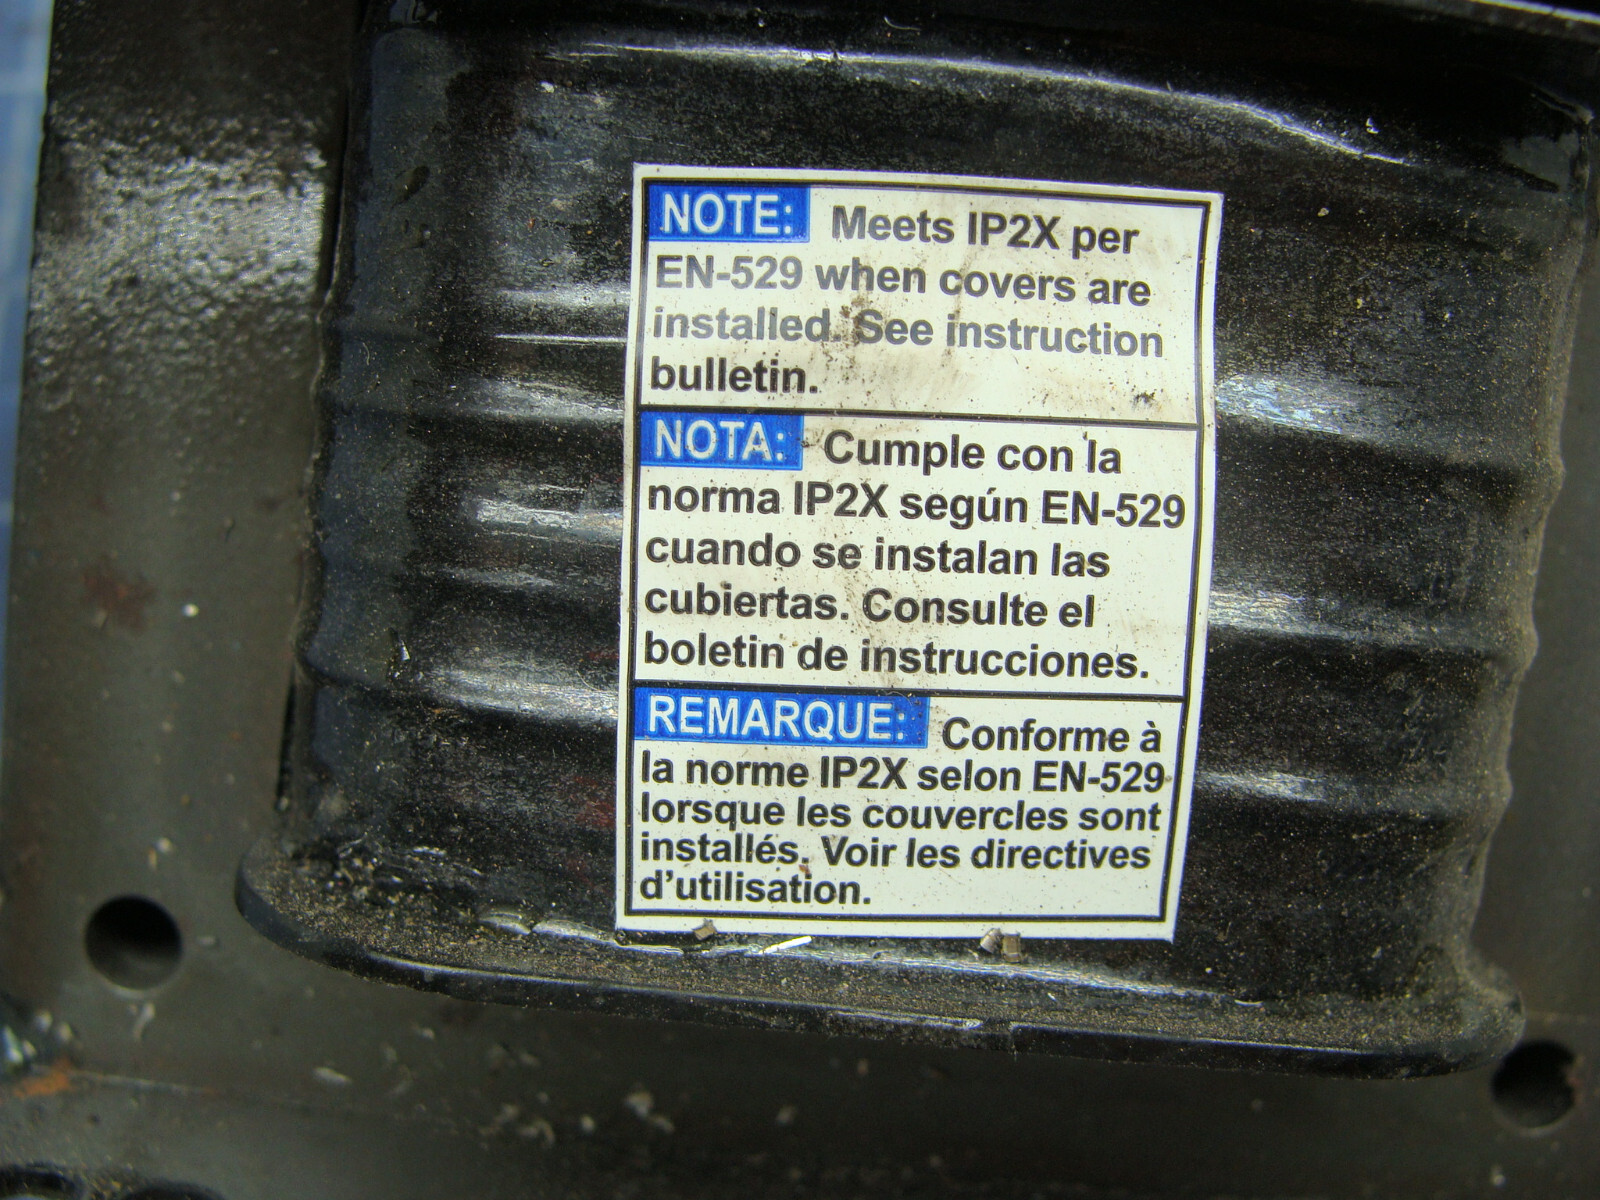 NOTE: Meets IP2X per
EN-529 when covers are
installed. See instruction
bulletin.
NOTA: Cumple con la
norma IP2X según EN-529
cuando se instalan las
cubiertas. Consulte el
boletin de instrucciones.
REMARQUE: Conforme à
la norme IP2X selon EN-529
lorsque les couvercles sont
installés. Voir les directives
d'utilisation.